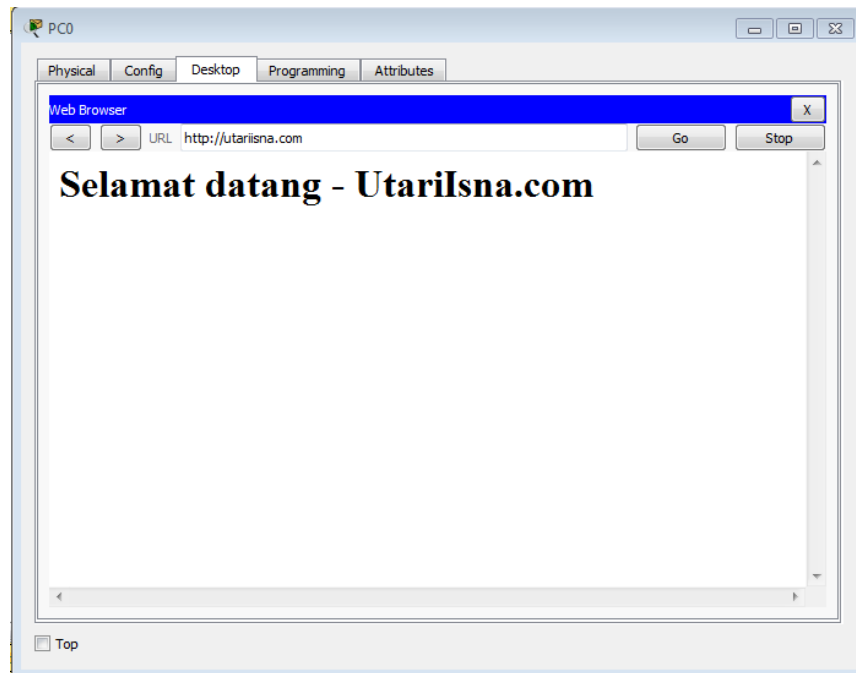 PC0
Physical Config Desktop Programming Attributes
Web Browser X
< > URL http://utariisna.com Go Stop
Selamat datang - UtariIsna.com
Top